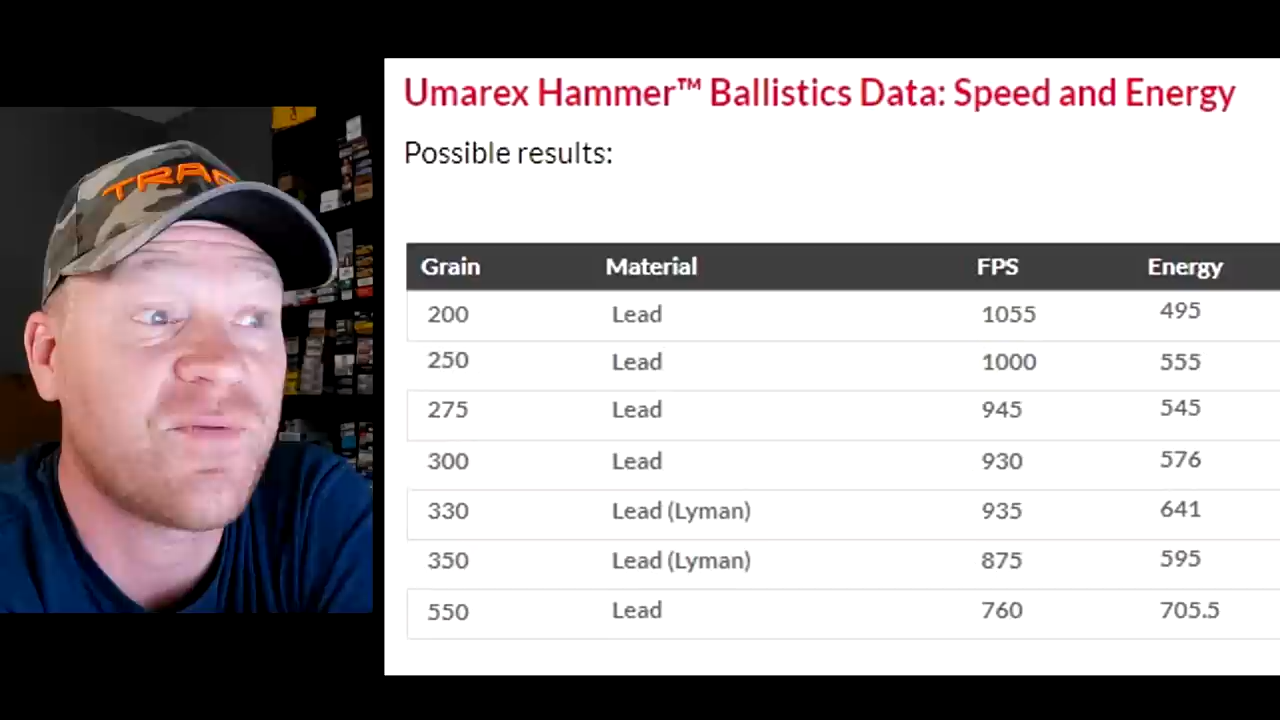 Umarex Hammer™ Ballistics Data: Speed and Energy
Possible results:
Grain Material FPS Energy
200 Lead 1055 495
250 Lead 1000 555
275 Lead 945 545
300 Lead 930 576
330 Lead (Lyman) 935 641
350 Lead (Lyman) 875 595
550 Lead 760 705.5